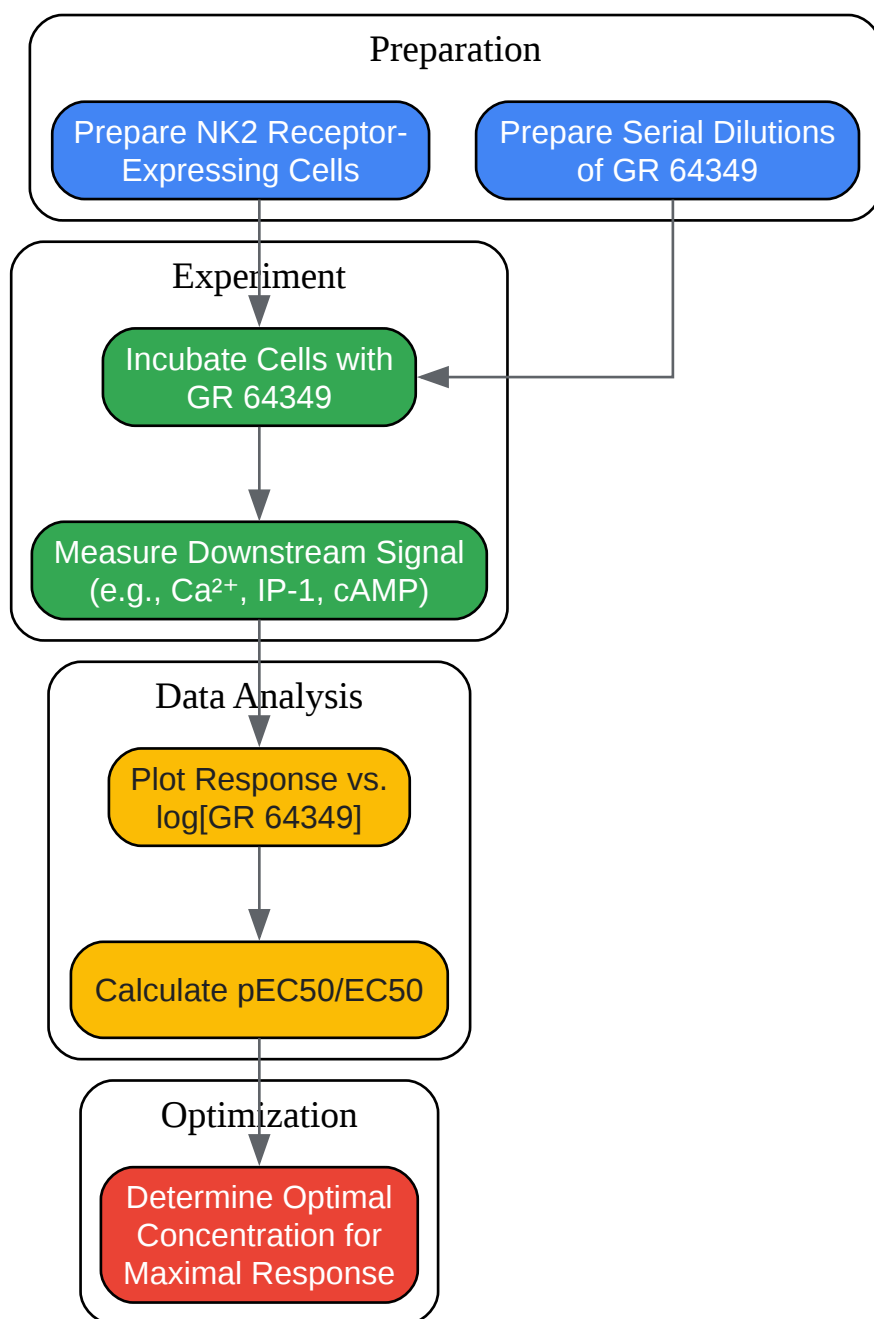 Preparation
Prepare NK2 Receptor-
Expressing Cells
Prepare Serial Dilutions
of GR 64349
Experiment
Incubate Cells with
GR 64349
Measure Downstream Signal
(e.g., Ca²⁺, IP-1, cAMP)
Data Analysis
Plot Response vs.
log[GR 64349]
Calculate pEC50/EC50
Optimization
Determine Optimal
Concentration for
Maximal Response